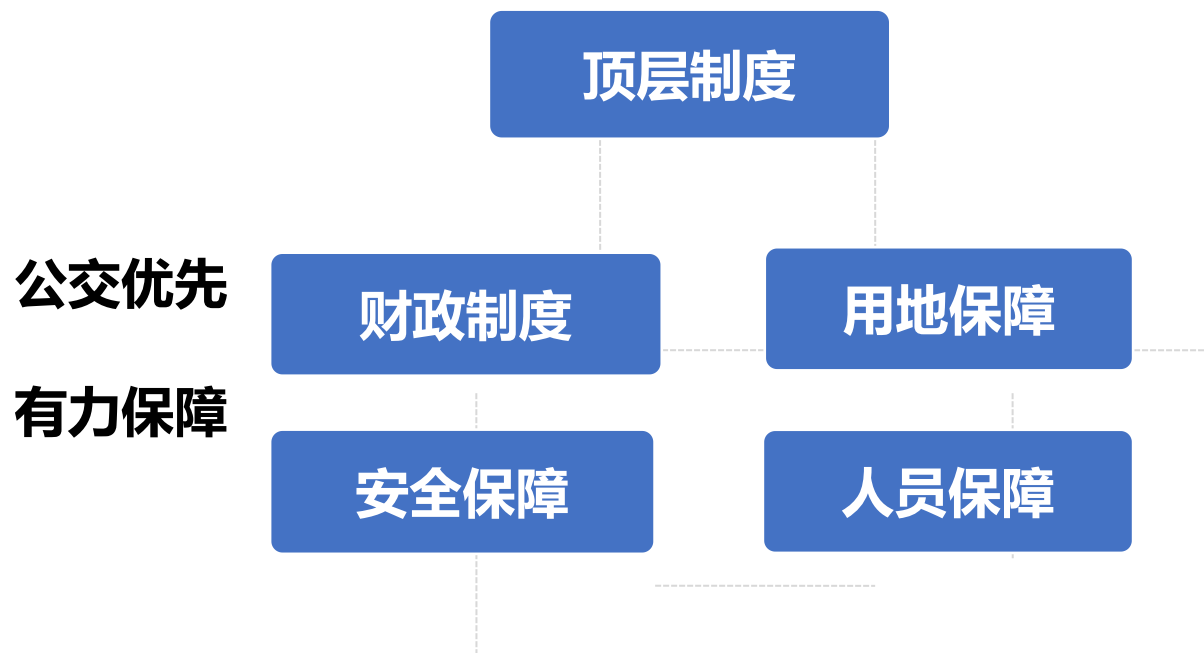 顶层制度
公交优先
有力保障
财政制度
用地保障
安全保障
人员保障